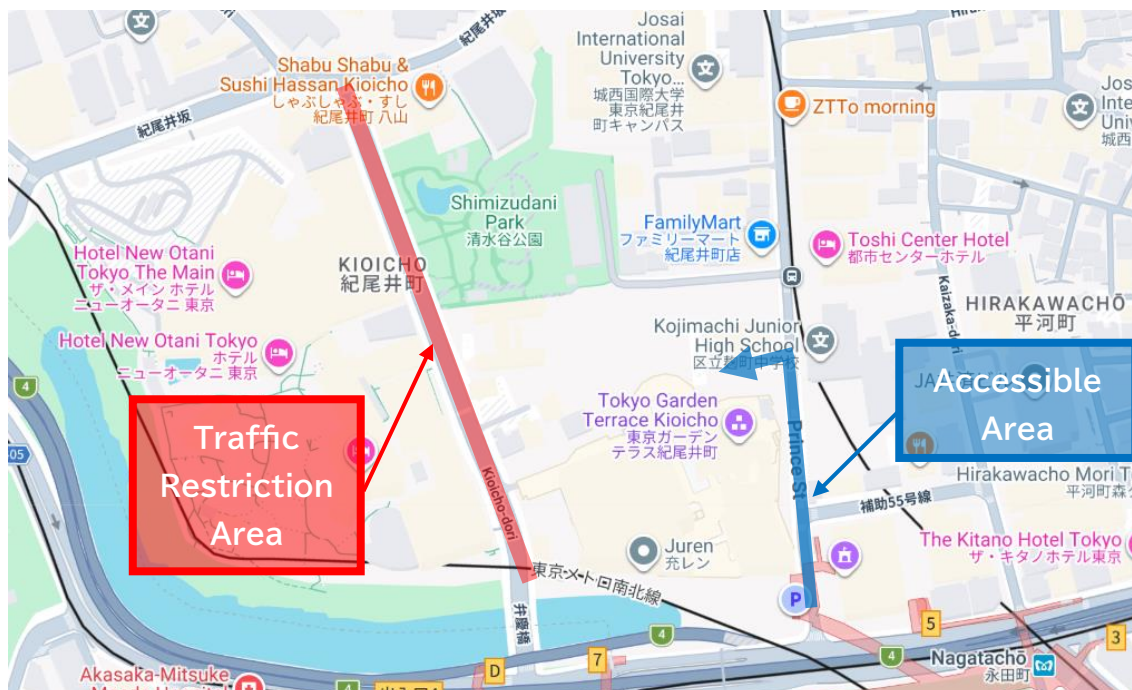 Shabu Shabu &
Sushi Hassan Kioicho
しゃぶしゃぶ・すし
紀尾井町 八山
紀尾井坂
紀尾井坂
Josai
International
University
Tokyo...
城西国際大学
東京紀尾井
町キャンパス
ZTTo morning
Shimizudani
Park
清水谷公園
FamilyMart
ファミリーマート
紀尾井町店
Toshi Center Hotel
都市センターホテル
Hotel New Otani
Tokyo The Main
ザ・メイン ホテル
ニューオータニ 東京
KIOICHO
紀尾井町
Kaizaka-dori
HIRAKAWACHŌ
平河町
Hotel New Otani Tokyo
ホテル
ニューオータニ 東京
Kojimachi Junior
High School
区立麹町中学校
Accessible
Area
Tokyo Garden
Terrace Kioicho
東京ガーデン
テラス紀尾井町
Prince St
Traffic
Restriction
Area
Kioicho-dori
Hirakawacho Mori T
平河町森
補助55号線
The Kitano Hotel Tokyo
ザ・キタノホテル東京
Juren
充レン
東京メトロ南北線
弁慶橋
P
4
05
4
4
4
5
3
7
D
Nagatachō
永田町
Akasaka-Mitsuke